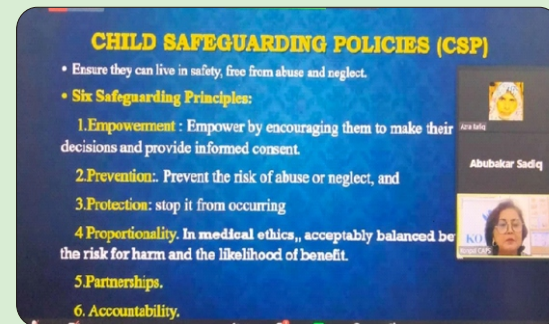 CHILD SAFEGUARDING POLICIES (CSP)
• Ensure they can live in safety, free from abuse and neglect.
• Six Safeguarding Principles:
1.Empowerment : Empower by encouraging them to make their
decisions and provide informed consent.
2.Prevention:. Prevent the risk of abuse or neglect, and
3.Protection: stop it from occurring
4 Proportionality. In medical ethics,, acceptably balanced be
the risk for harm and the likelihood of benefit.
5.Partnerships.
6. Accountability.
Abubakar Sadiq
KO